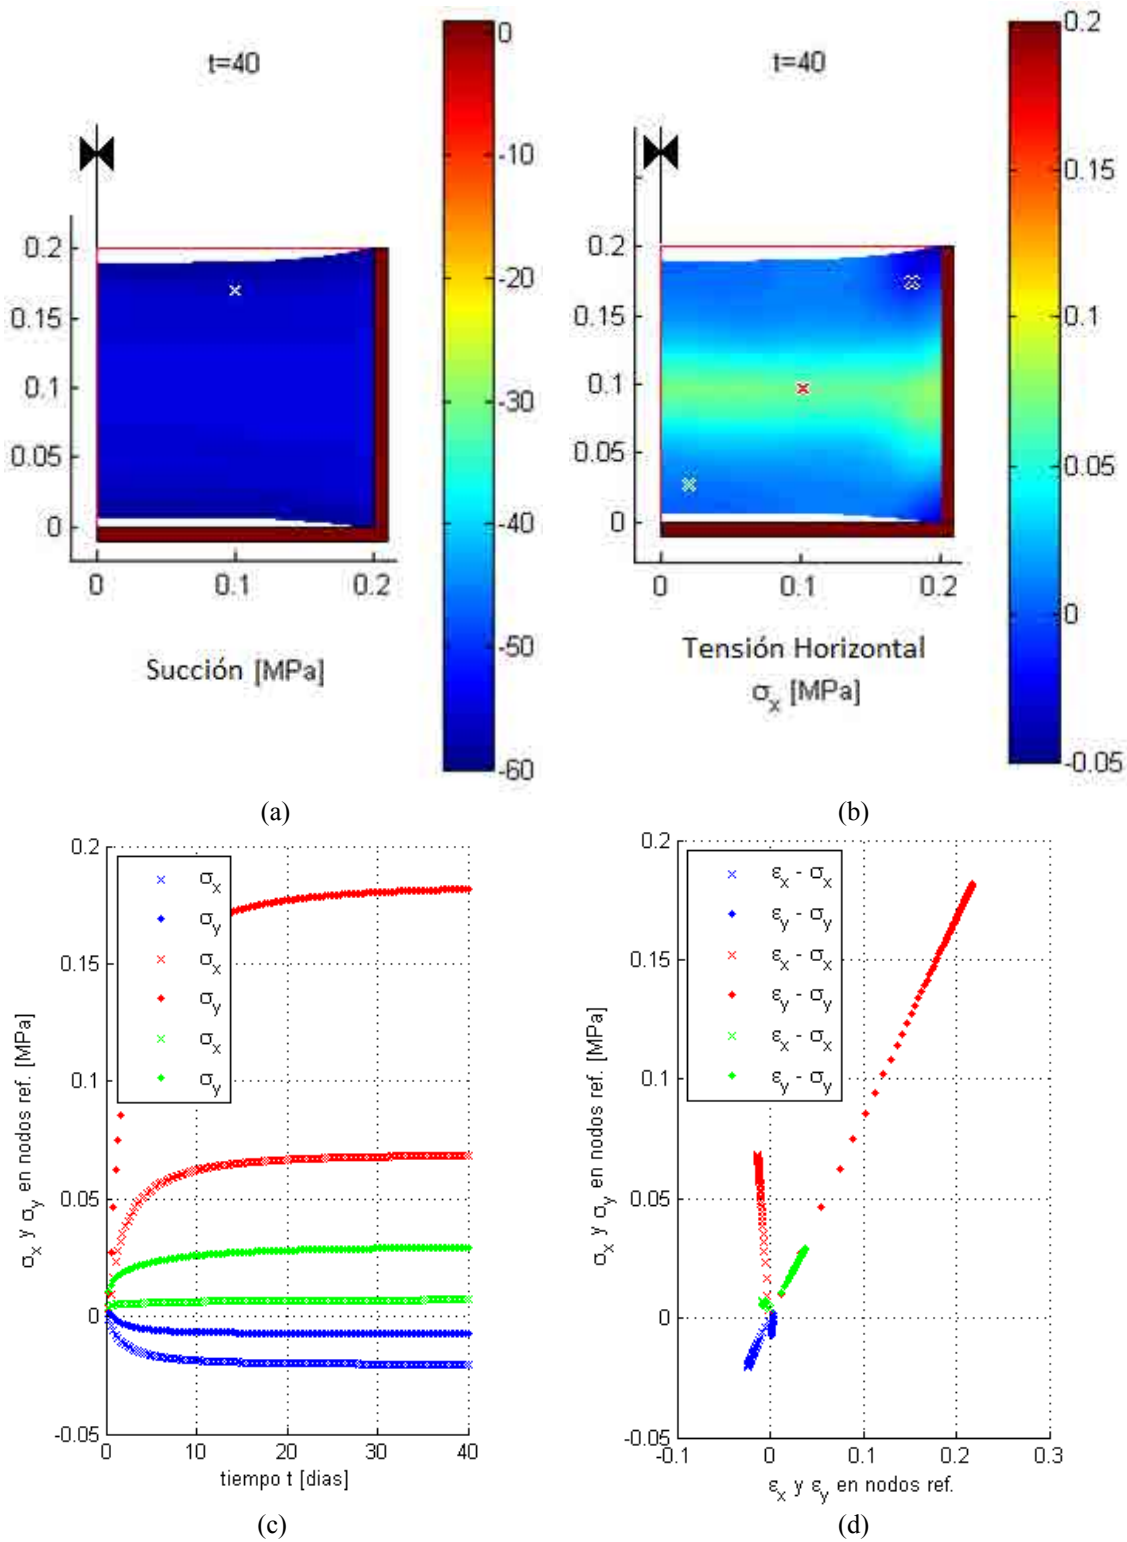 t=40
0
-10
-20
-30
-40
-50
-60
0.2
0.15
0.1
0.05
0
0
0.1
0.2
Succión [MPa]
t=40
0.2
0.15
0.1
0.05
0
-0.05
0.2
0.15
0.1
0.05
0
0
0.1
0.2
Tensión Horizontal
σx [MPa]
(a)
(b)
0.2
0.15
0.1
0.05
0
-0.05
σx y σy en nodos ref. [MPa]
σx
σy
σx
σy
σx
σy
0
10
20
30
40
tiempo t [dias]
(c)
0.2
0.15
0.1
0.05
0
-0.05
σx y σy en nodos ref. [MPa]
εx - σx
εy - σy
εx - σx
εy - σy
εx - σx
εy - σy
-0.1
0
0.1
0.2
0.3
εx y εy en nodos ref.
(d)